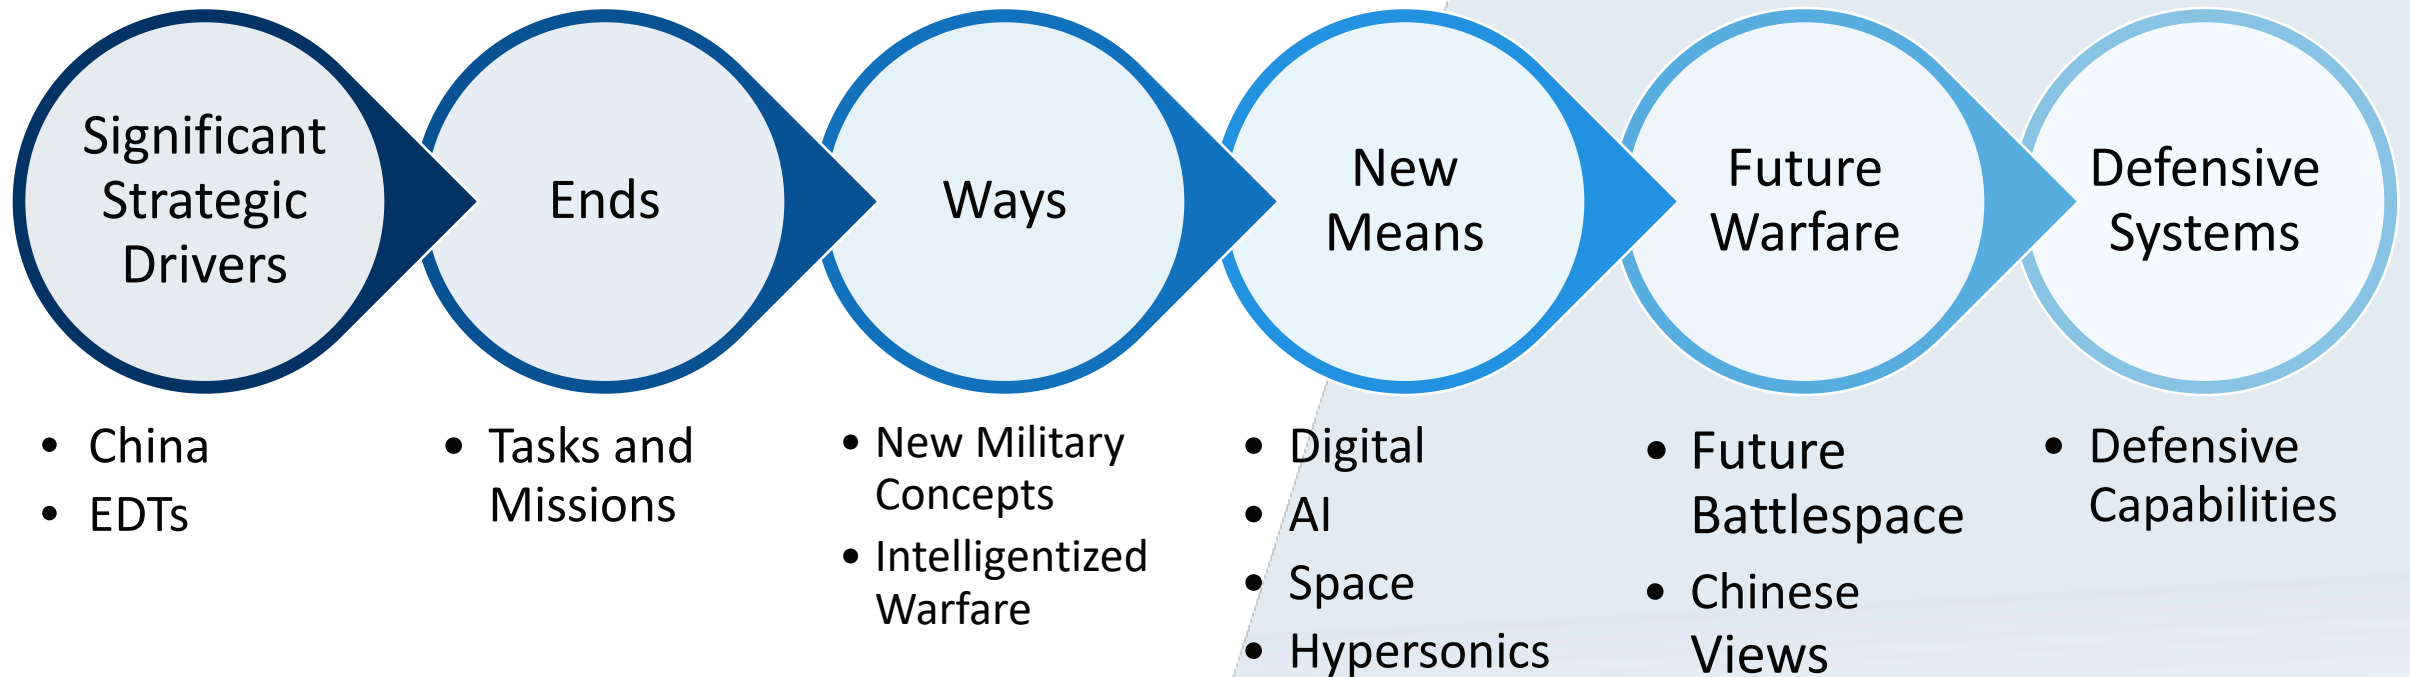 Significant
Strategic
Drivers
Ends
Ways
New
Means
Future
Warfare
Defensive
Systems
• China
• EDTs
• Tasks and
Missions
• New Military
Concepts
• Intelligentized
Warfare
• Digital
• AI
• Space
• Hypersonics
• Future
Battlespace
• Chinese
Views
• Defensive
Capabilities